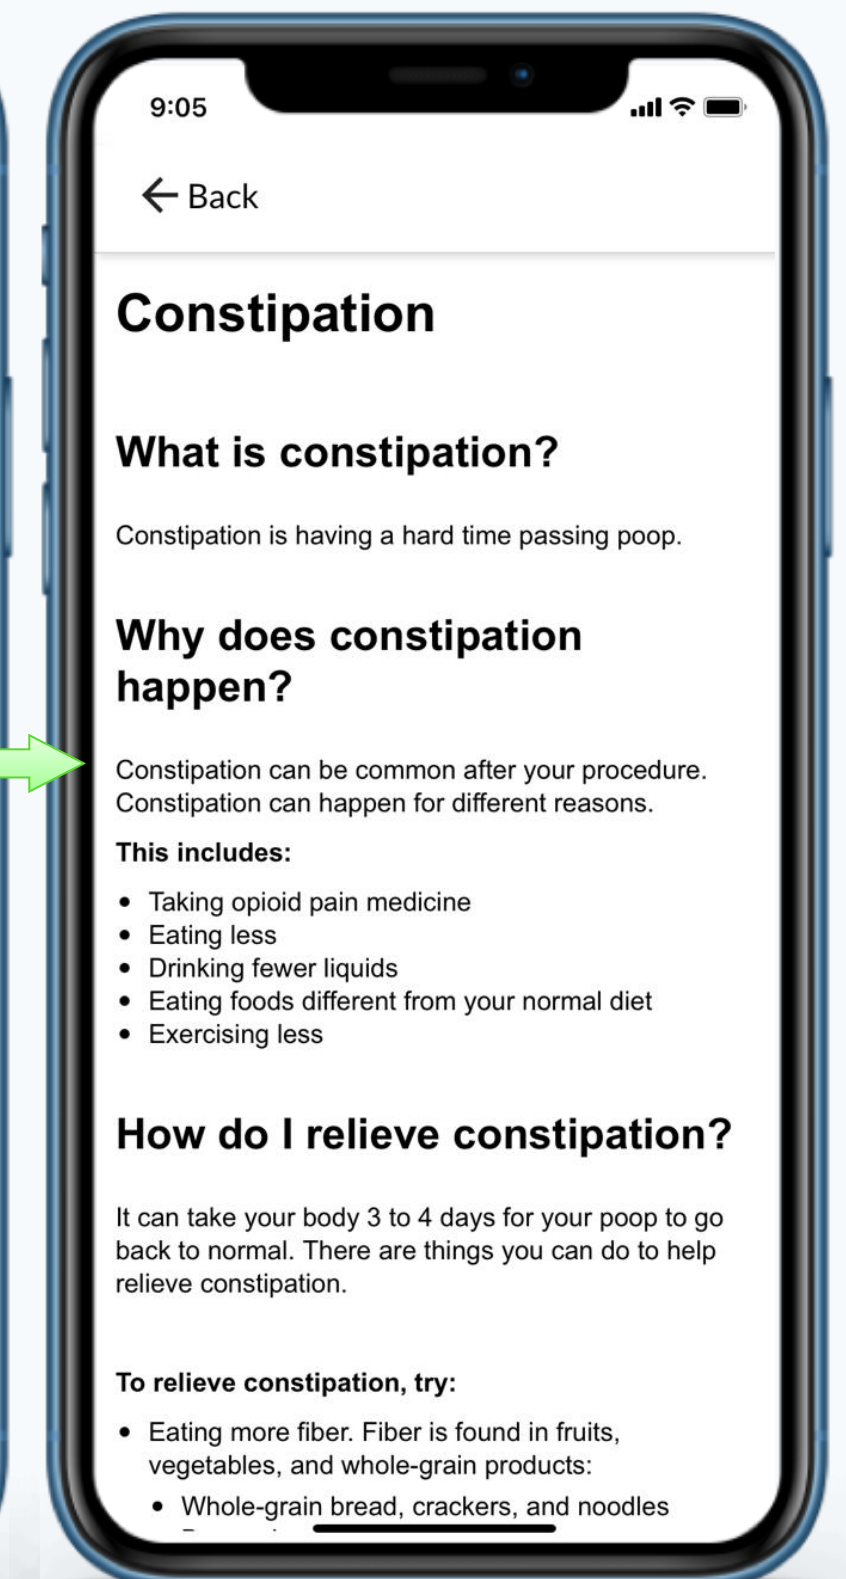 9:05
Back
Constipation
What is constipation?
Constipation is having a hard time passing poop.
Why does constipation
happen?
Constipation can be common after your procedure.
Constipation can happen for different reasons.
This includes:
• Taking opioid pain medicine
• Eating less
• Drinking fewer liquids
• Eating foods different from your normal diet
• Exercising less
How do I relieve constipation?
It can take your body 3 to 4 days for your poop to go
back to normal. There are things you can do to help
relieve constipation.
To relieve constipation, try:
• Eating more fiber. Fiber is found in fruits,
vegetables, and whole-grain products:
• Whole-grain bread, crackers, and noodles